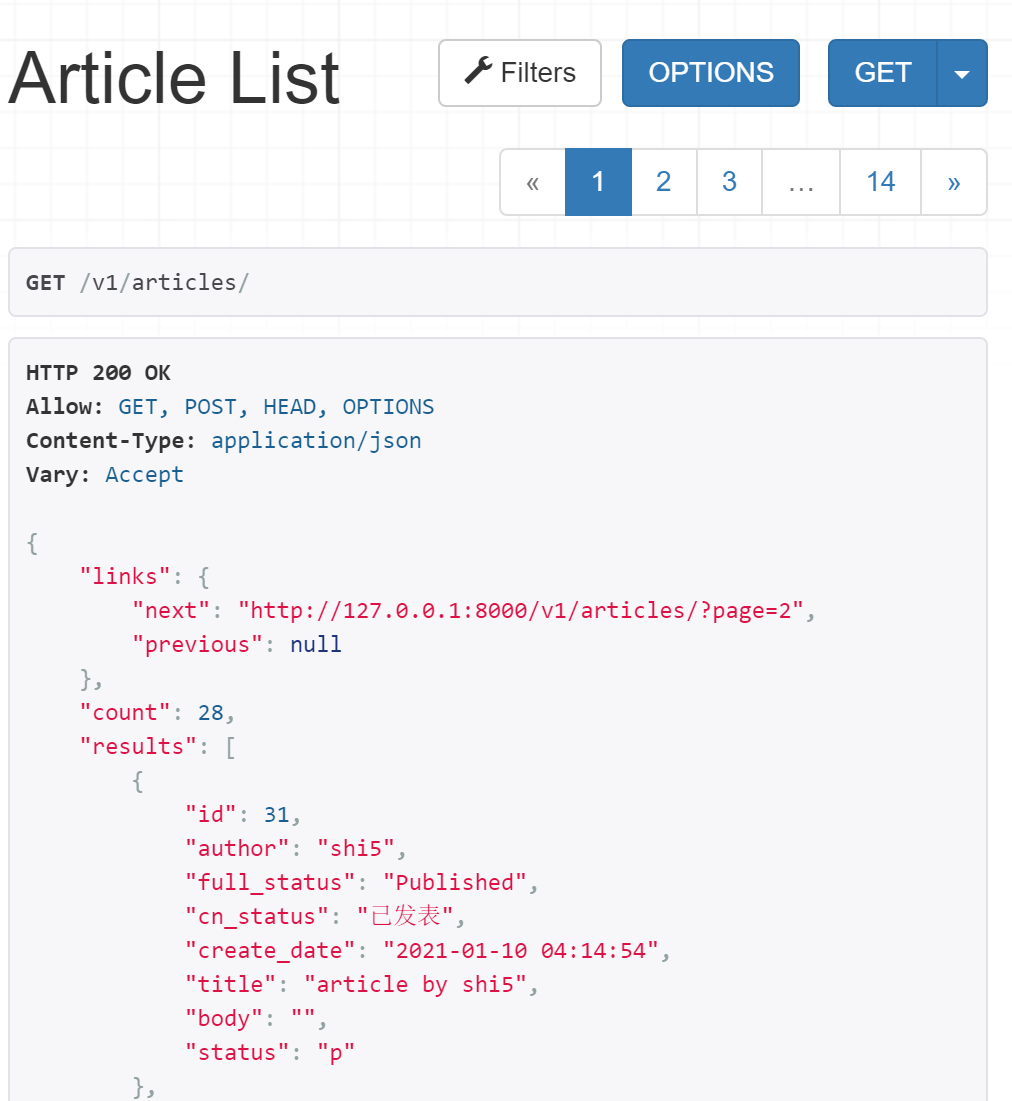 Article List
Filters
OPTIONS
GET
« 1 2 3 … 14 »
GET /v1/articles/
HTTP 200 OK
Allow: GET, POST, HEAD, OPTIONS
Content-Type: application/json
Vary: Accept
{
    "links": {
        "next": "http://127.0.0.1:8000/v1/articles/?page=2",
        "previous": null
    },
    "count": 28,
    "results": [
        {
            "id": 31,
            "author": "shi5",
            "full_status": "Published",
            "cn_status": "已发表",
            "create_date": "2021-01-10 04:14:54",
            "title": "article by shi5",
            "body": "",
            "status": "p"
        },